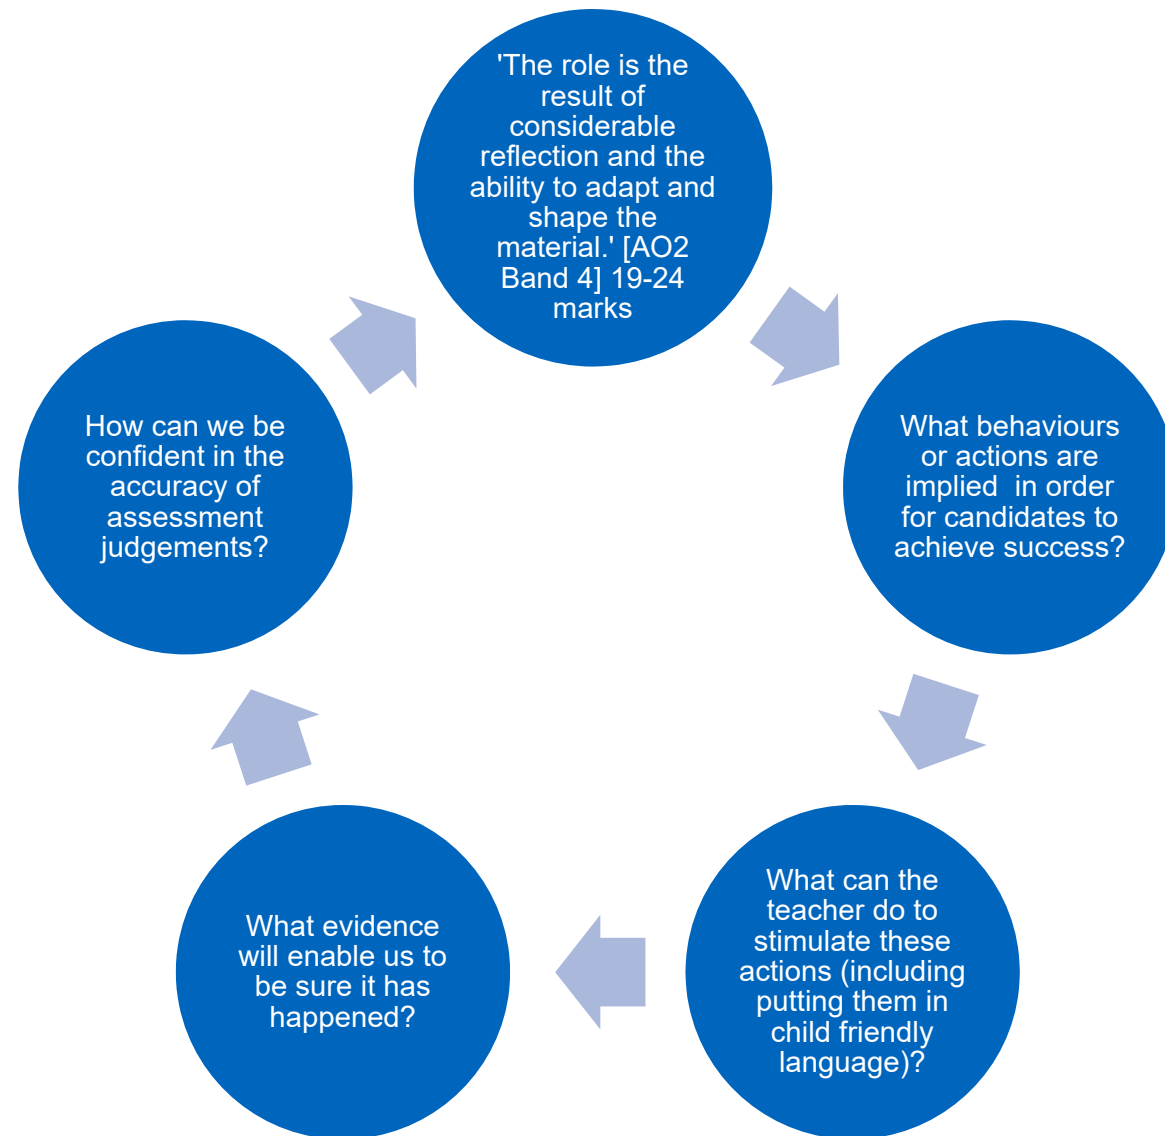 'The role is the
result of
considerable
reflection and the
ability to adapt and
shape the
material.' [AO2
Band 4] 19-24
marks
What behaviours
or actions are
implied  in order
for candidates to
achieve success?
What can the
teacher do to
stimulate these
actions (including
putting them in
child friendly
language)?
What evidence
will enable us to
be sure it has
happened?
How can we be
confident in the
accuracy of
assessment
judgements?